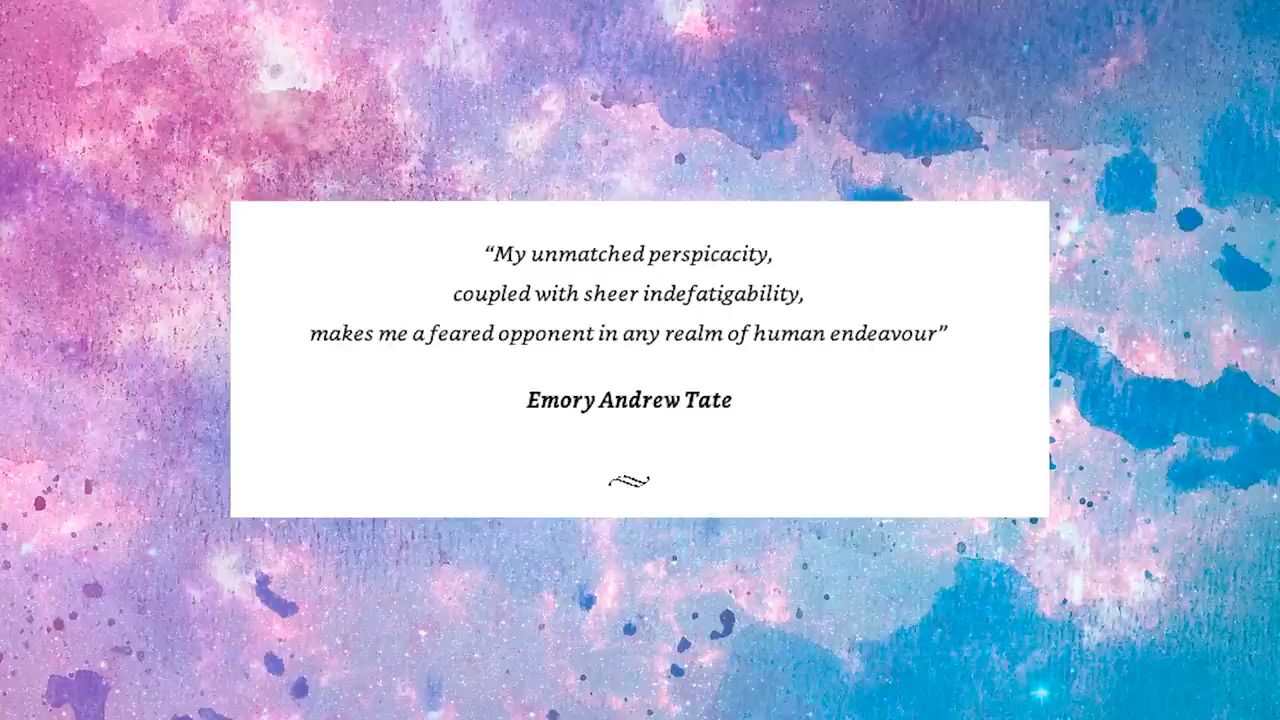 “My unmatched perspicacity,
coupled with sheer indefatigability,
makes me a feared opponent in any realm of human endeavour”
Emory Andrew Tate